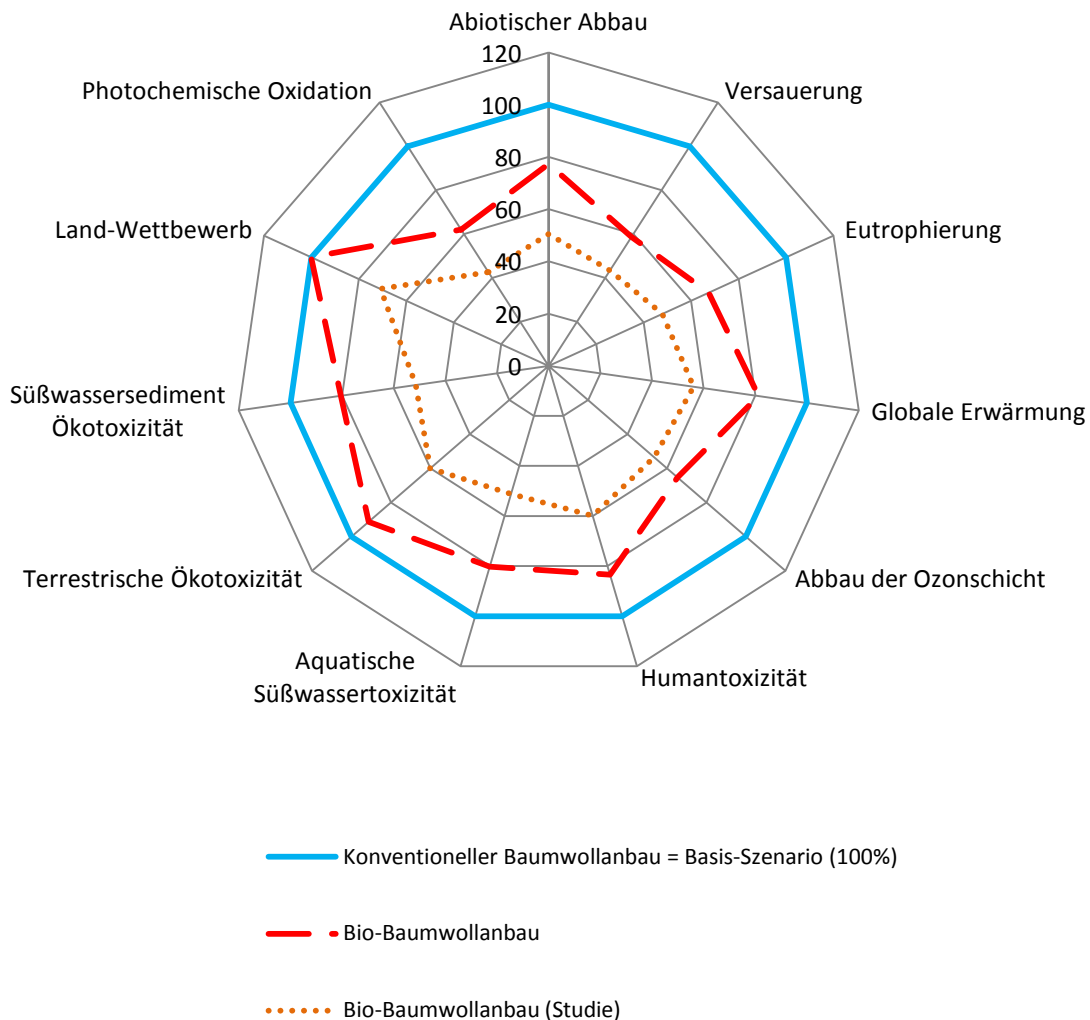 Abiotischer Abbau
120
100
80
60
40
20
0
Versauerung
Eutrophierung
Globale Erwärmung
Abbau der Ozonschicht
Humantoxizität
Aquatische
Süßwassertoxizität
Terrestrische Ökotoxizität
Süßwassersediment
Ökotoxizität
Land-Wettbewerb
Photochemische Oxidation
Konventioneller Baumwollanbau = Basis-Szenario (100%)
Bio-Baumwollanbau
Bio-Baumwollanbau (Studie)